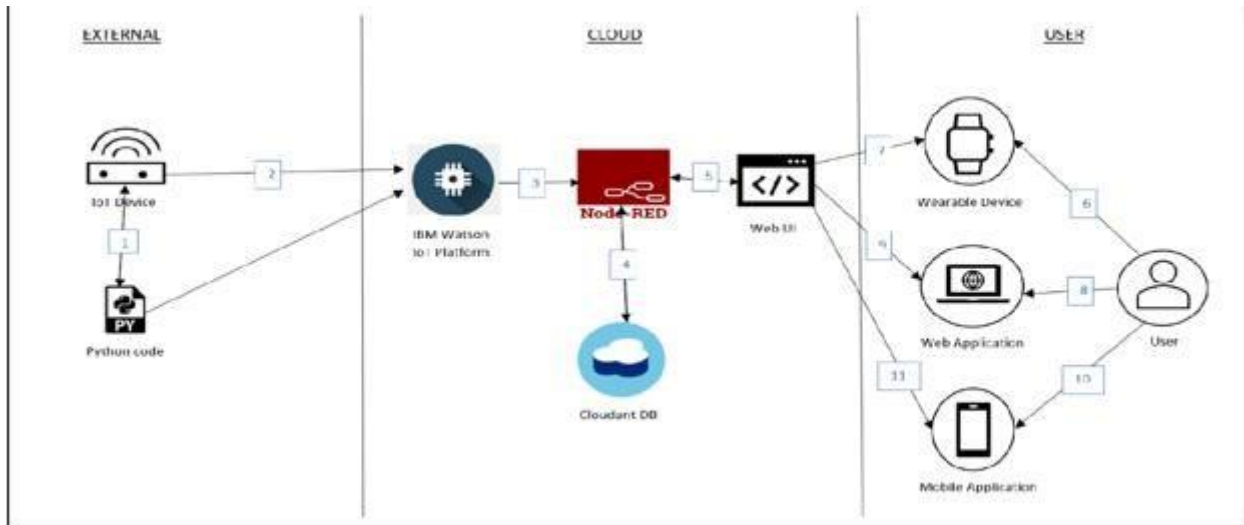 EXTERNAL
CLOUD
USER
2
IoT Device
1
PY
Python code
IBM Watson
IoT Platform
3
Node-RED
4
Cloudant DB
5
</>
Web UI
7
Wearable Device
6
Web Application
8
User
11
10
Mobile Application